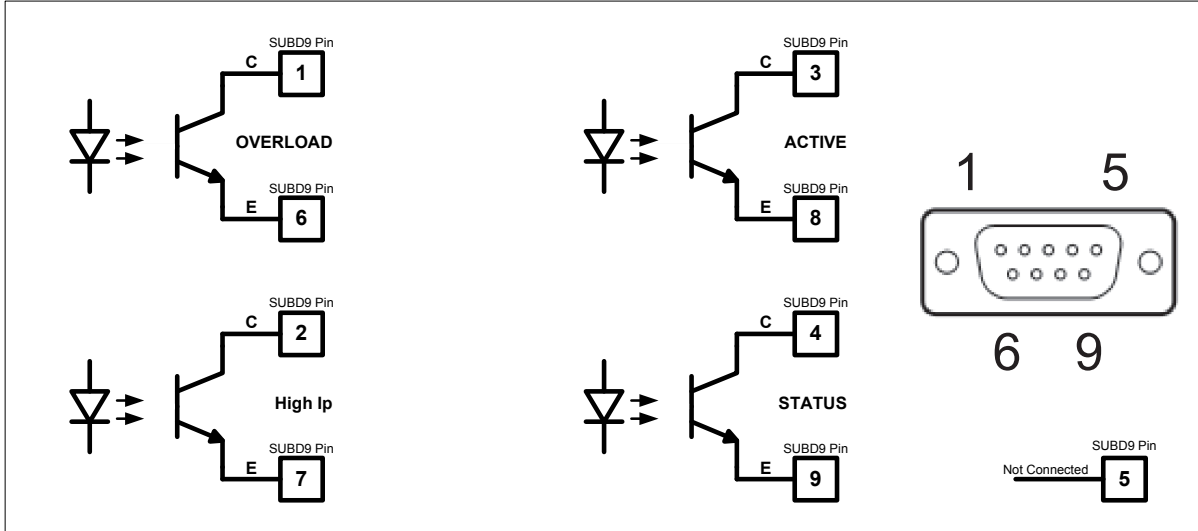 SUBD9 Pin
C
1
OVERLOAD
SUBD9 Pin
E
6
SUBD9 Pin
C
3
ACTIVE
SUBD9 Pin
E
8
SUBD9 Pin
C
2
High Ip
SUBD9 Pin
E
7
SUBD9 Pin
C
4
STATUS
SUBD9 Pin
E
9
1 5
6 9
SUBD9 Pin
Not Connected
5